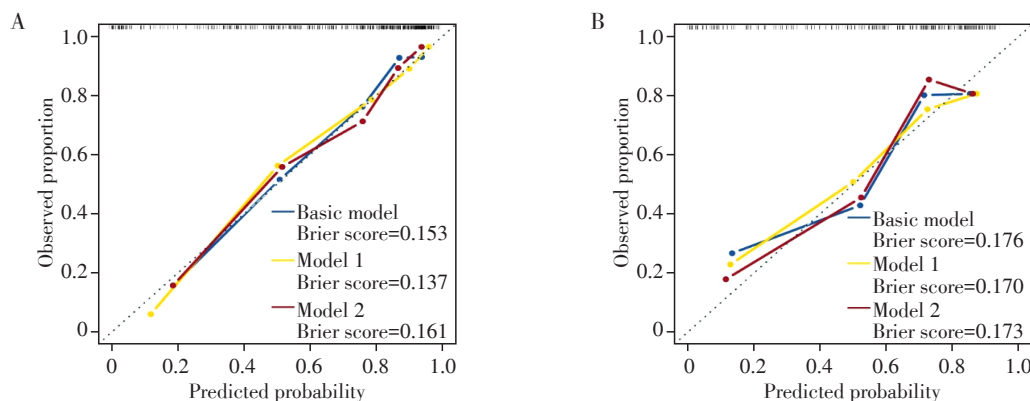 A
Observed proportion
1.0
0.8
0.6
0.4
0.2
0
Basic model
Brier score=0.153
Model 1
Brier score=0.137
Model 2
Brier score=0.161
0 0.2 0.4 0.6 0.8 1.0
Predicted probability
B
Observed proportion
1.0
0.8
0.6
0.4
0.2
0
Basic model
Brier score=0.176
Model 1
Brier score=0.170
Model 2
Brier score=0.173
0 0.2 0.4 0.6 0.8 1.0
Predicted probability